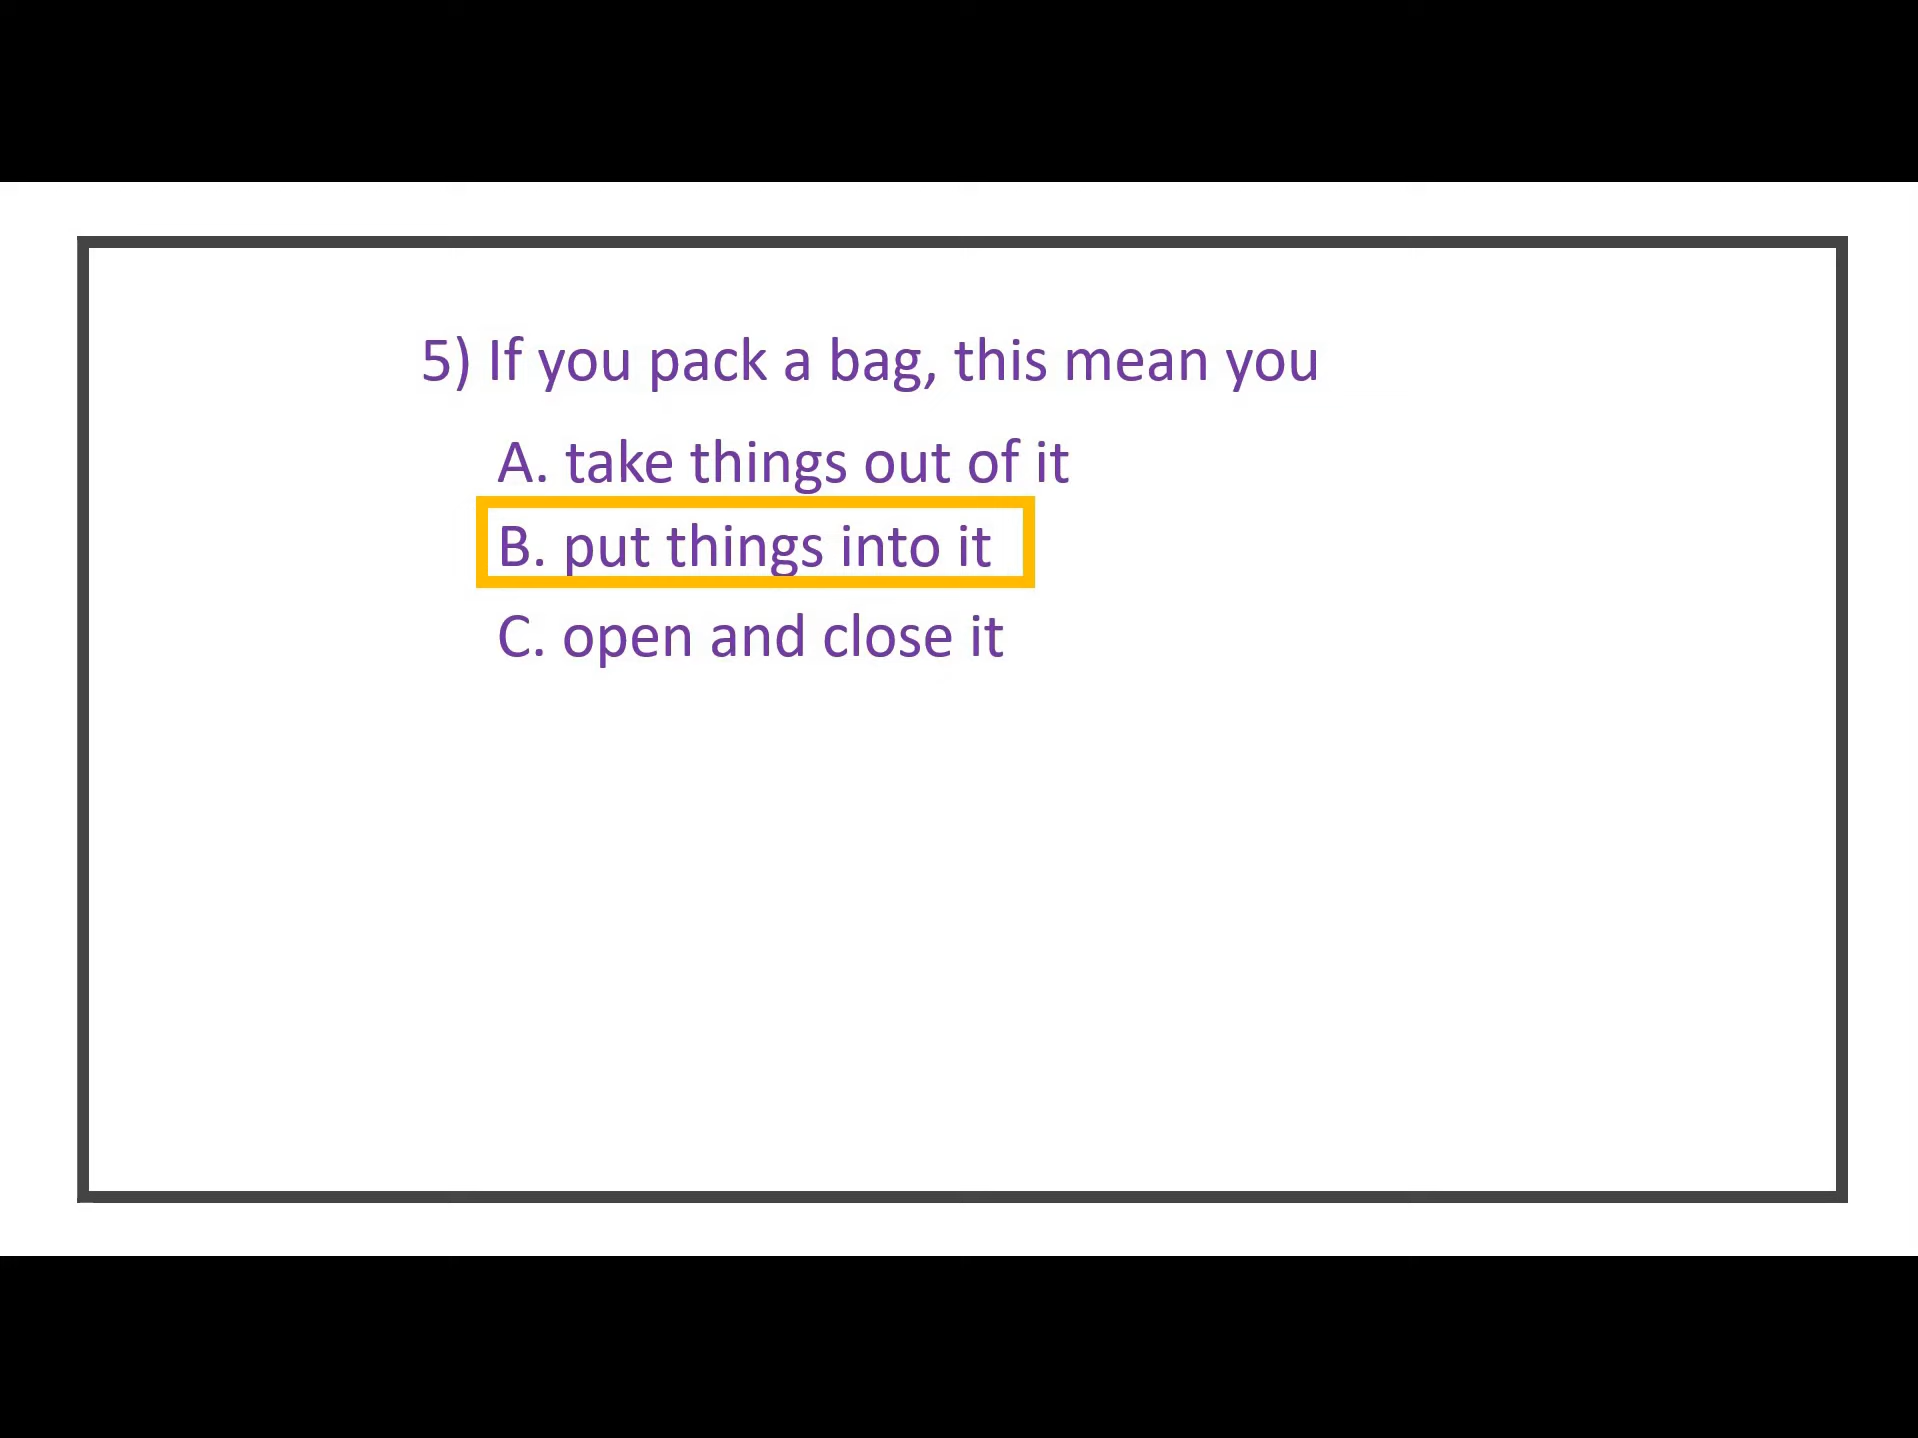 5) If you pack a bag, this mean you
A. take things out of it
B. put things into it
C. open and close it